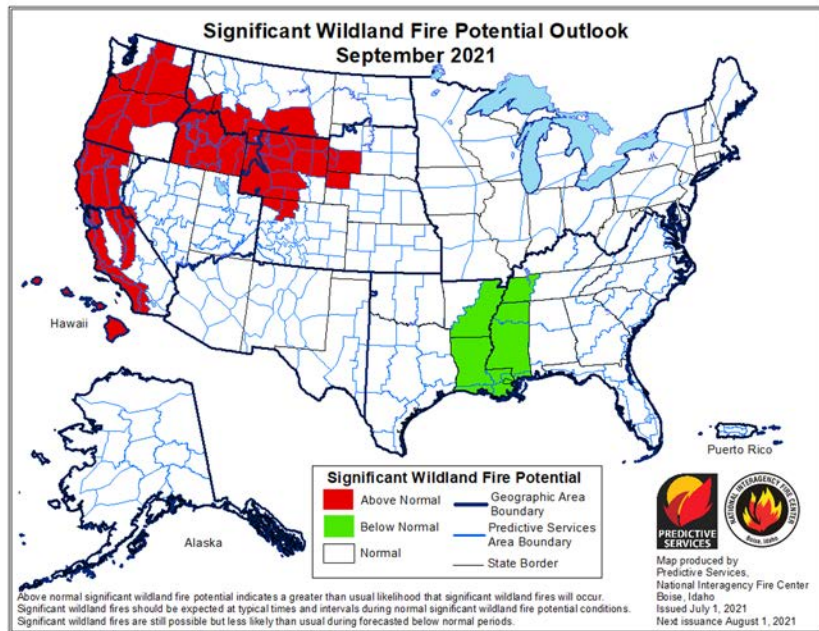 Significant Wildland Fire Potential Outlook
September 2021
Hawaii
Alaska
Puerto Rico
Significant Wildland Fire Potential
Above Normal
Below Normal
Normal
Geographic Area
Boundary
Predictive Services
Area Boundary
State Border
PREDICTIVE
SERVICES
NATIONAL INTERAGENCY FIRE CENTER
Boise, Idaho
Map produced by
Predictive Services,
National Interagency Fire Center
Boise, Idaho
Issued July 1, 2021
Next issuance August 1, 2021
Above normal significant wildland fire potential indicates a greater than usual likelihood that significant wildland fires will occur.
Significant wildland fires should be expected at typical times and intervals during normal significant wildland fire potential conditions.
Significant wildland fires are still possible but less likely than usual during forecasted below normal periods.